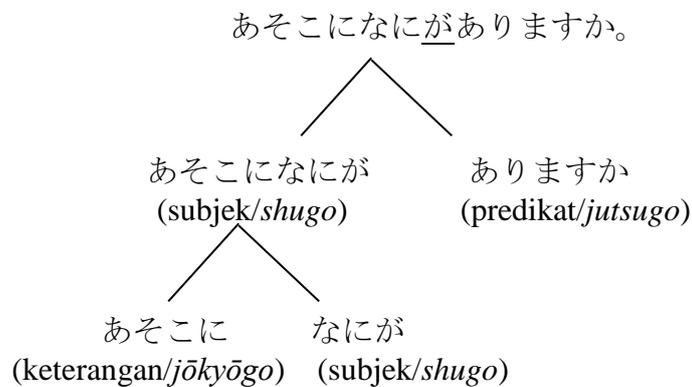 あそこになにがありますか。
あそこになにが ありますか
(subjek/shugo) (predikat/jutsugo)
あそこに なにが
(keterangan/jōkyōgo) (subjek/shugo)